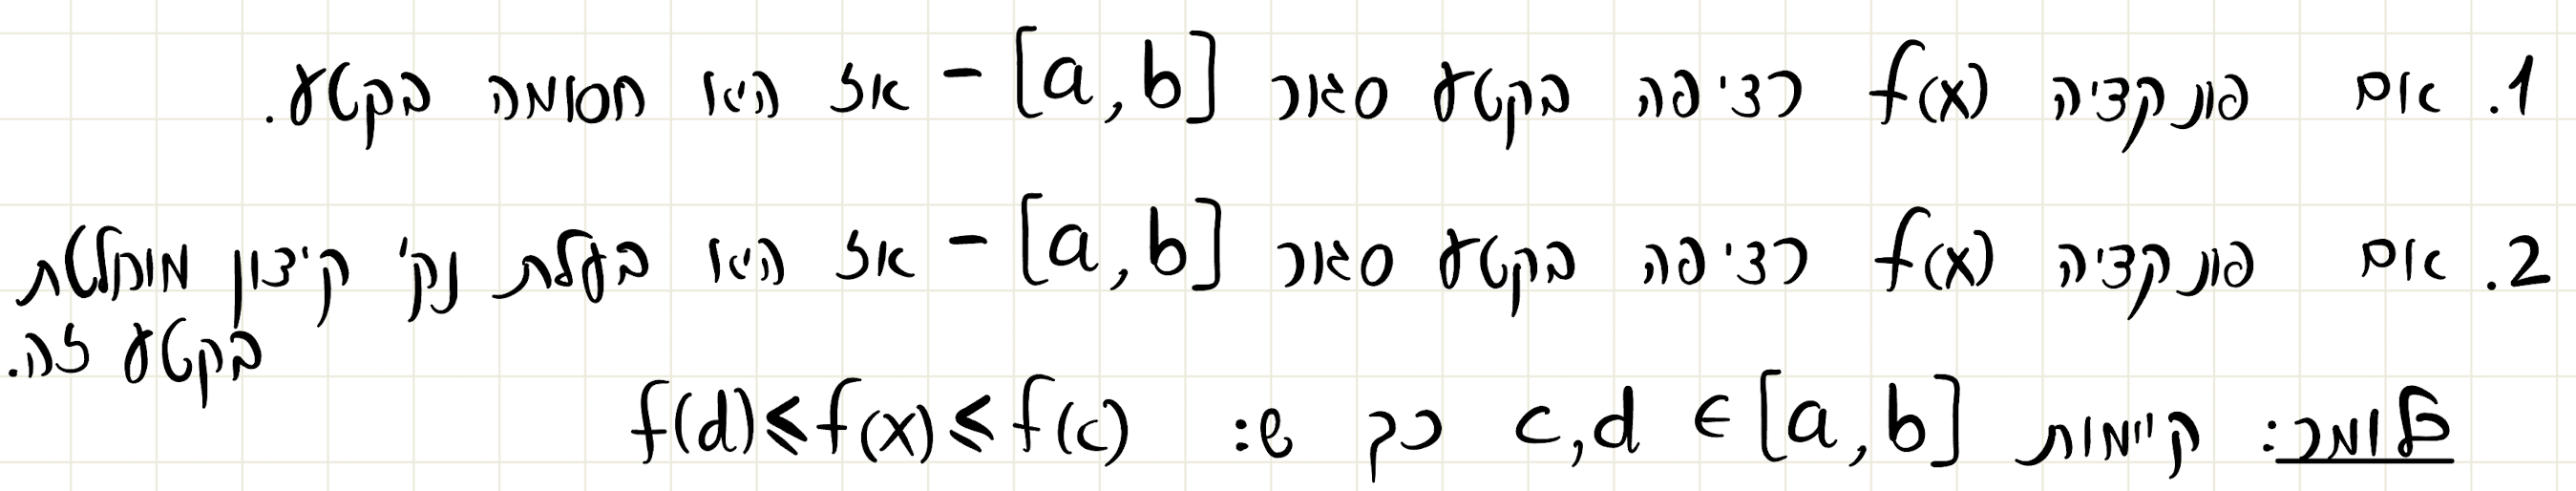 1. אם פונקציה f(x) רציפה בקטע סגור [a,b] - אז היא חסומה בקטע.
2. אם פונקציה f(x) רציפה בקטע סגור [a,b] - אז היא בעלת נק' קיצון מוחלטת
בקטע זה.
כלומר: קיימות c,d ∈ [a,b] כך ש: f(d)≤f(x)≤f(c)